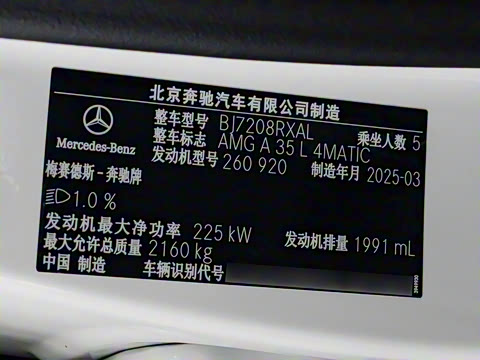 北京奔驰汽车有限公司制造
整车型号 BJ7208RXAL 乘坐人数 5
整车标志 AMG A 35 L 4MATIC
发动机型号 260 920 制造年月 2025-03
Mercedes-Benz
梅赛德斯－奔驰牌
1.0 %
发动机最大净功率 225 kW 发动机排量 1991 mL
最大允许总质量 2160 kg
中国 制造 车辆识别代号